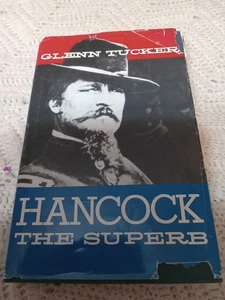 GLENN TUCKER
HANCOCK
THE SUPERB